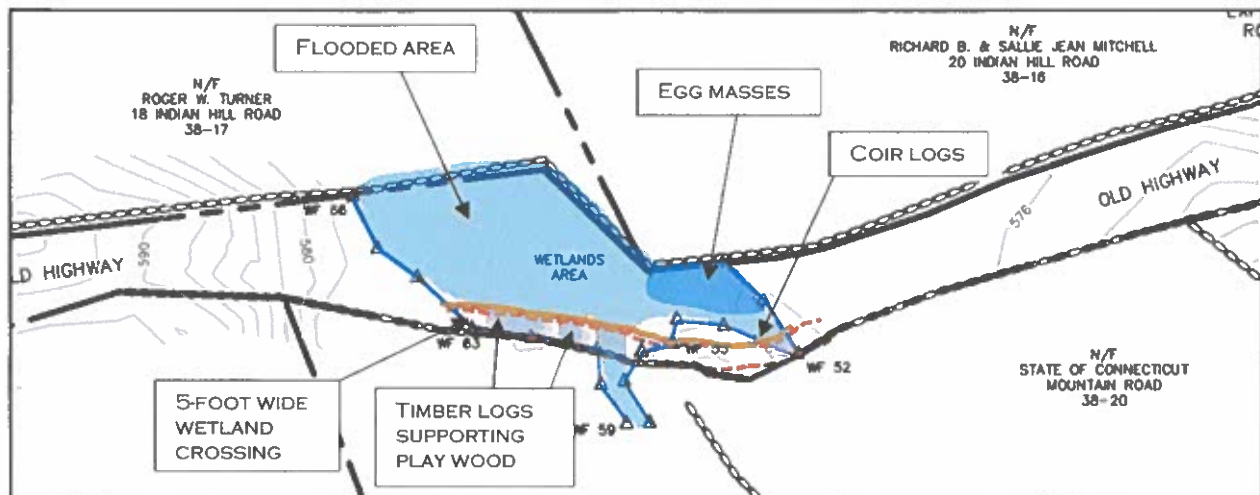 FLOODED AREA
N/F
RICHARD B. & SALLIE JEAN MITCHELL
20 INDIAN HILL ROAD
38-16
N/F
ROGER W. TURNER
18 INDIAN HILL ROAD
38-17
EGG MASSES
COIR LOGS
WF 66
576
OLD HIGHWAY
WETLANDS
AREA
590
580
LD HIGHWAY
WF 63
WF 55
WF 52
N/F
STATE OF CONNECTICUT
MOUNTAIN ROAD
38-20
5-FOOT WIDE
WETLAND
CROSSING
TIMBER LOGS
SUPPORTING
PLAY WOOD
WF 59